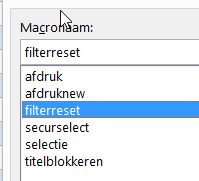 Macronaam:
filterreset
afdruk
afdruknew
filterreset
securselect
selectie
titelblokkeren